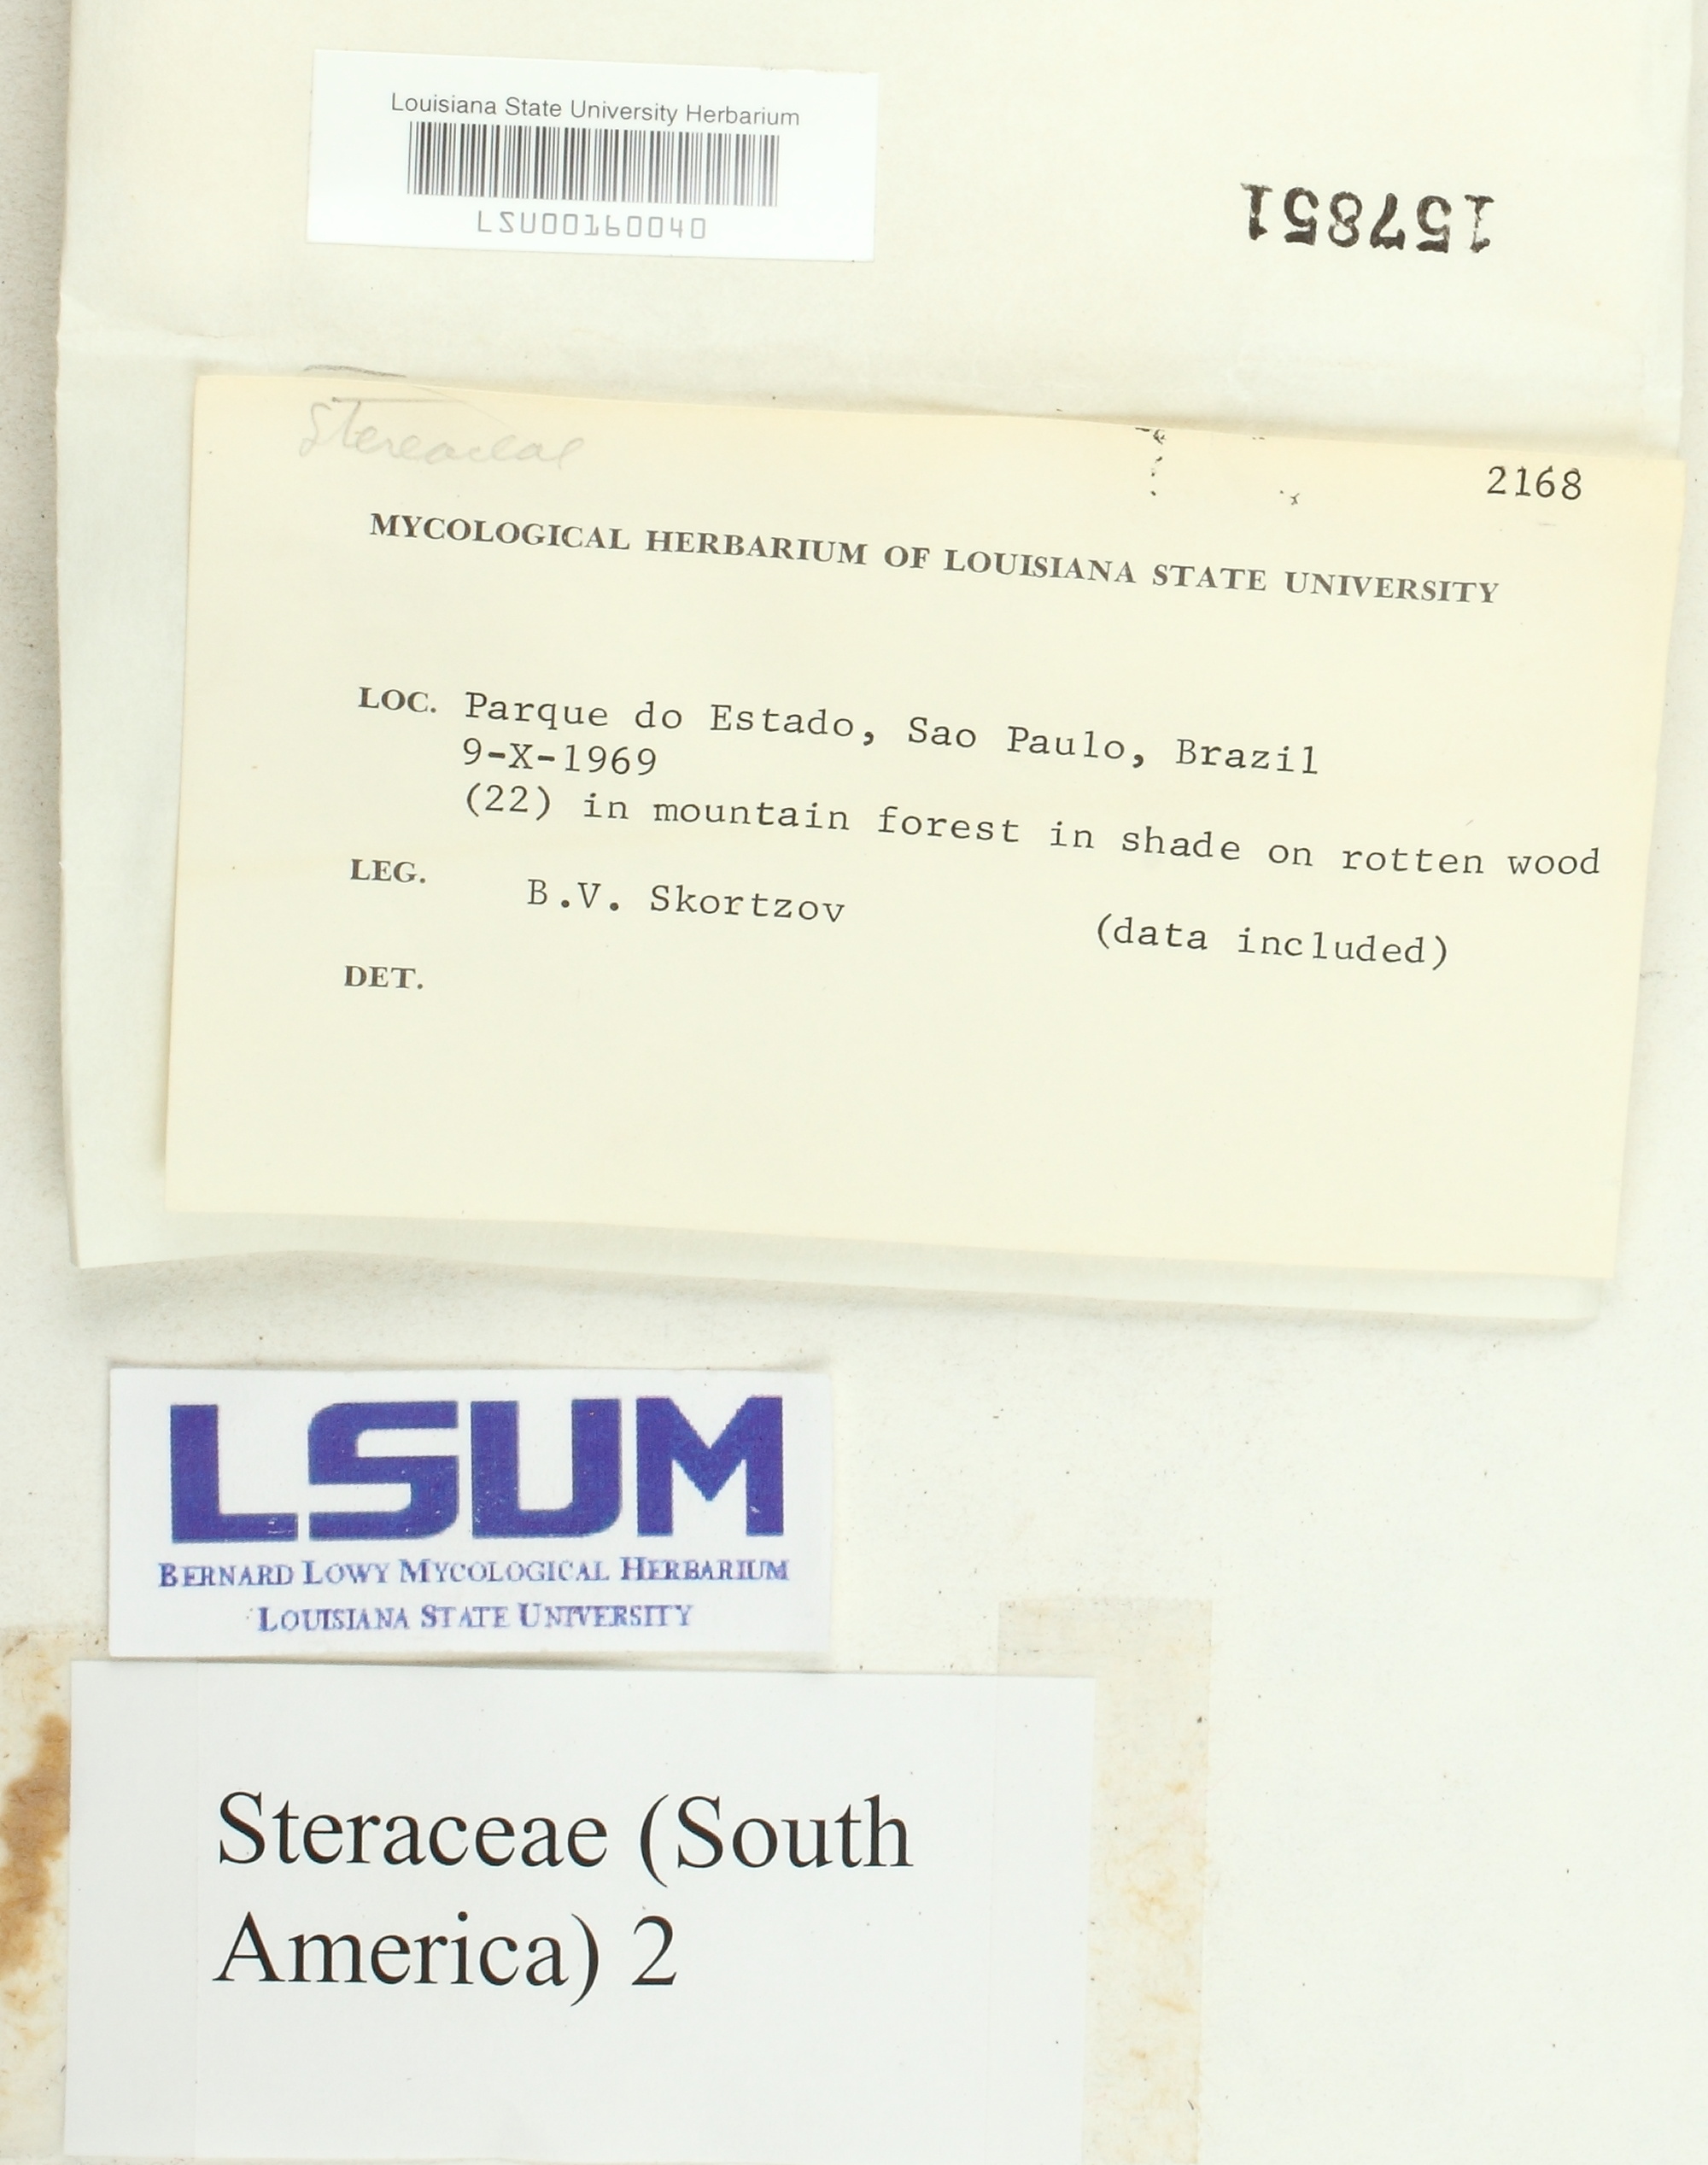 Louisiana State University Herbarium
LSU00160040
157851
Stereaceae
2168
MYCOLOGICAL HERBARIUM OF LOUISIANA STATE UNIVERSITY
LOC. Parque do Estado, Sao Paulo, Brazil
9-X-1969
(22) in mountain forest in shade on rotten wood
LEG. B.V. Skortzov (data included)
DET.
LSUM
BERNARD LOWY MYCOLOGICAL HERBARIUM
LOUISIANA STATE UNIVERSITY
Steraceae (South
America) 2